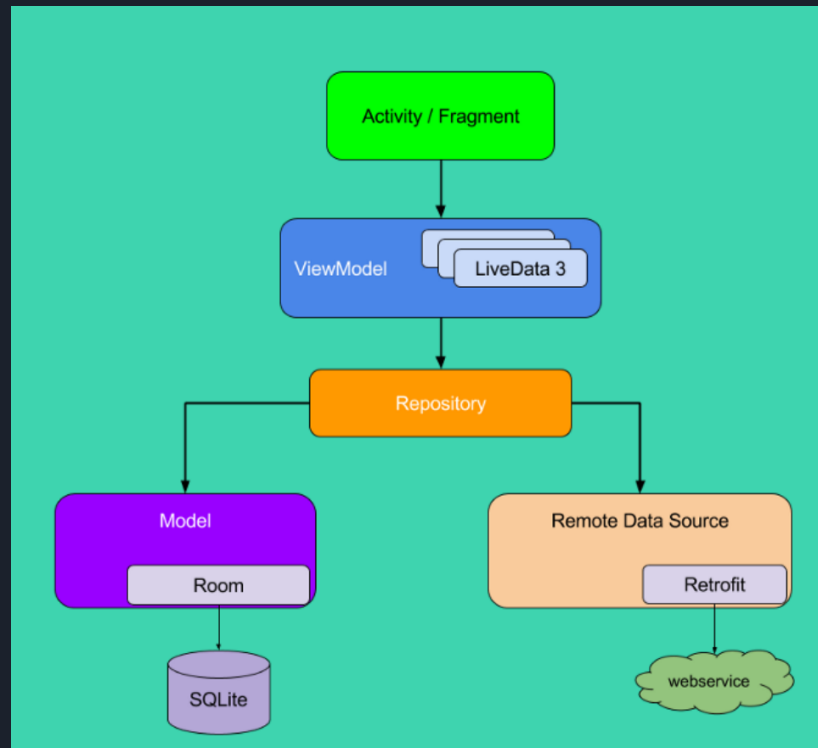 Activity / Fragment
ViewModel
LiveData 3
Repository
Model
Remote Data Source
Room
Retrofit
SQLite
webservice